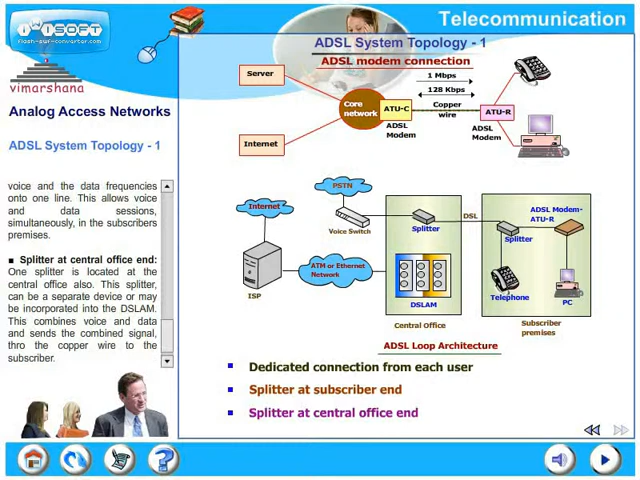 Telecommunication
iWiSOFT
flash-swf-converter.com
vimarshana
Analog Access Networks
ADSL System Topology - 1
voice and the data frequencies
onto one line. This allows voice
and data sessions,
simultaneously, in the subscribers
premises.
■ Splitter at central office end:
One splitter is located at the
central office also. This splitter,
can be a separate device or may
be incorporated into the DSLAM.
This combines voice and data
and sends the combined signal,
thro the copper wire to the
subscriber.
ADSL System Topology - 1
ADSL modem connection
Server
Internet
Core
network
ATU-C
ADSL
Modem
1 Mbps
128 Kbps
Copper
wire
ATU-R
ADSL
Modem
PSTN
Internet
Voice Switch
Splitter
DSL
Splitter
ADSL Modem-
ATU-R
ISP
ATM or Ethernet
Network
DSLAM
Telephone
PC
Central Office
Subscriber
premises
ADSL Loop Architecture
Dedicated connection from each user
Splitter at subscriber end
Splitter at central office end